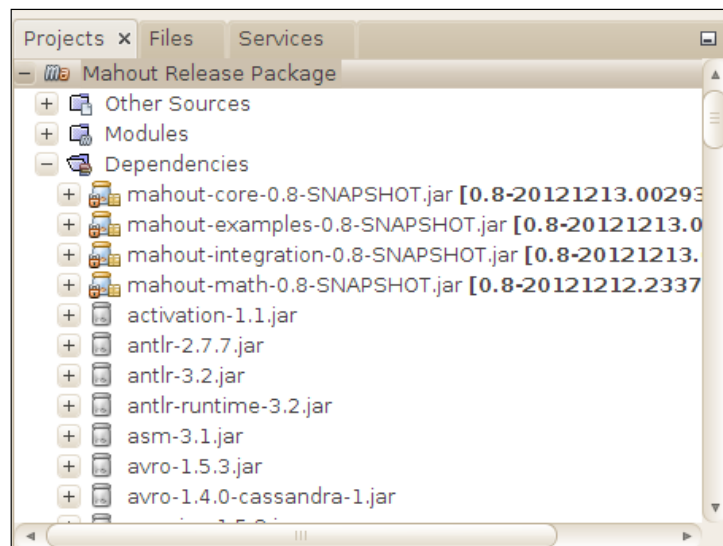 Projects Files Services
Mahout Release Package
Other Sources
Modules
Dependencies
mahout-core-0.8-SNAPSHOT.jar [0.8-20121213.00293
mahout-examples-0.8-SNAPSHOT.jar [0.8-20121213.0
mahout-integration-0.8-SNAPSHOT.jar [0.8-20121213.
mahout-math-0.8-SNAPSHOT.jar [0.8-20121212.2337
activation-1.1.jar
antlr-2.7.7.jar
antlr-3.2.jar
antlr-runtime-3.2.jar
asm-3.1.jar
avro-1.5.3.jar
avro-1.4.0-cassandra-1.jar